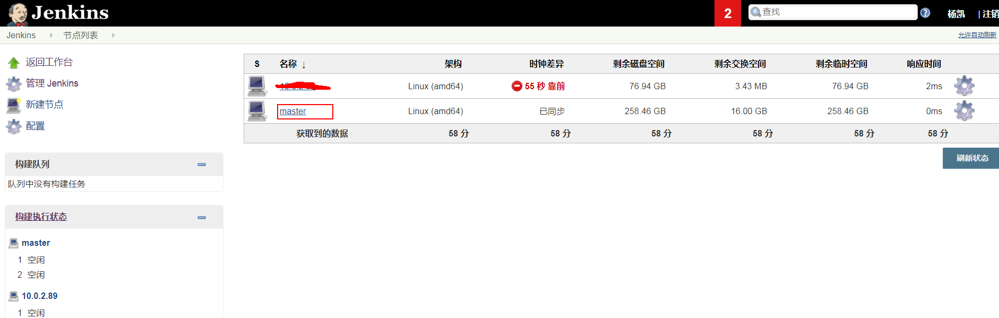 Jenkins
2
查找
杨凯
| 注销
Jenkins
节点列表
允许自动刷新
返回工作台
管理 Jenkins
新建节点
配置
构建队列
队列中没有构建任务
构建执行状态
master
1 空闲
2 空闲
10.0.2.89
1 空闲
S 名称 ↓ 架构 时钟差异 剩余磁盘空间 剩余交换空间 剩余临时空间 响应时间
Linux (amd64) 55 秒 靠前 76.94 GB 3.43 MB 76.94 GB 2ms
master Linux (amd64) 已同步 258.46 GB 16.00 GB 258.46 GB 0ms
获取到的数据 58 分 58 分 58 分 58 分 58 分 58 分
刷新状态